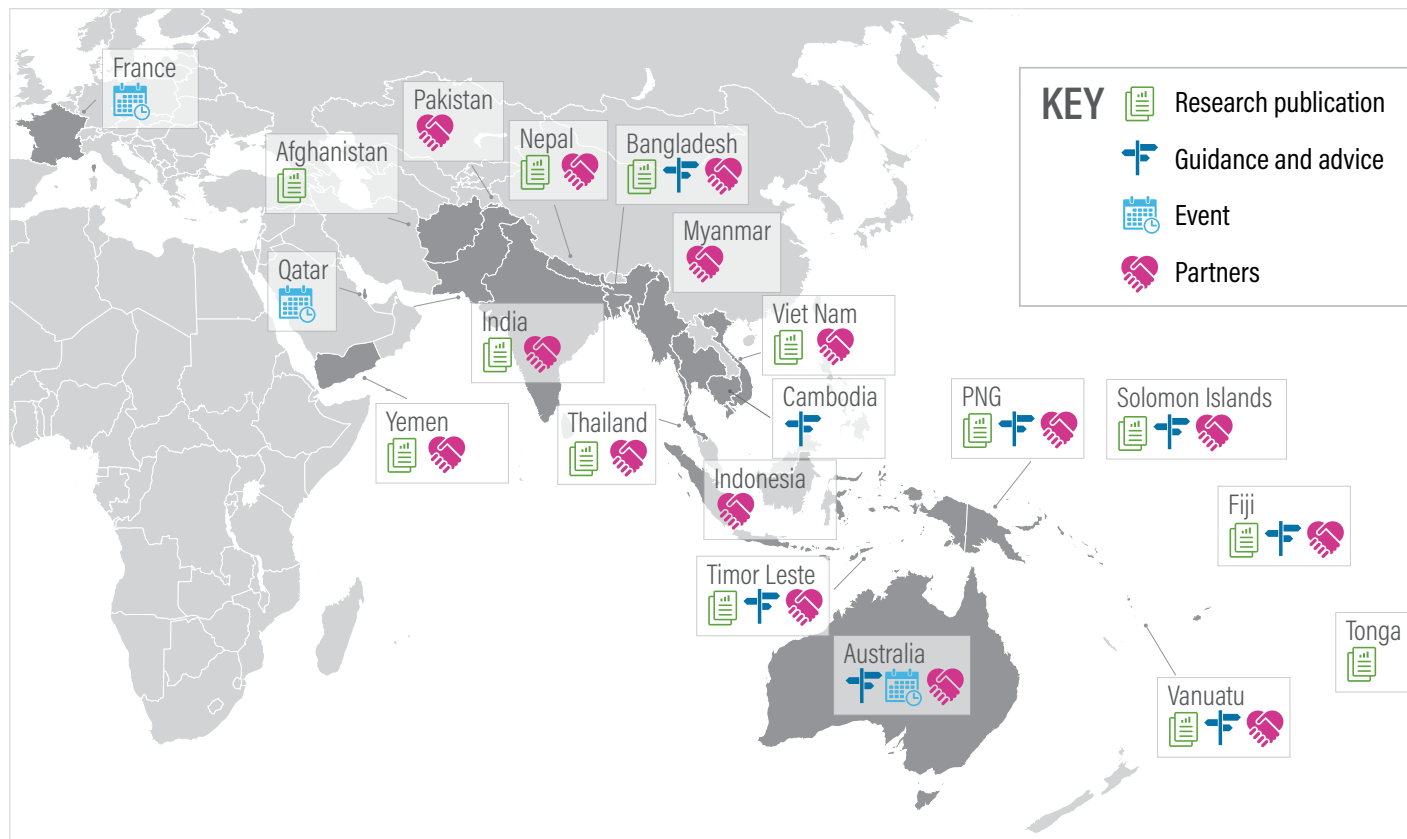 France
Pakistan
KEY
Research publication
Afghanistan
Nepal
Bangladesh
Guidance and advice
Event
Myanmar
Partners
Qatar
India
Viet Nam
Yemen
Thailand
Cambodia
PNG
Solomon Islands
Indonesia
Fiji
Timor Leste
Tonga
Australia
Vanuatu